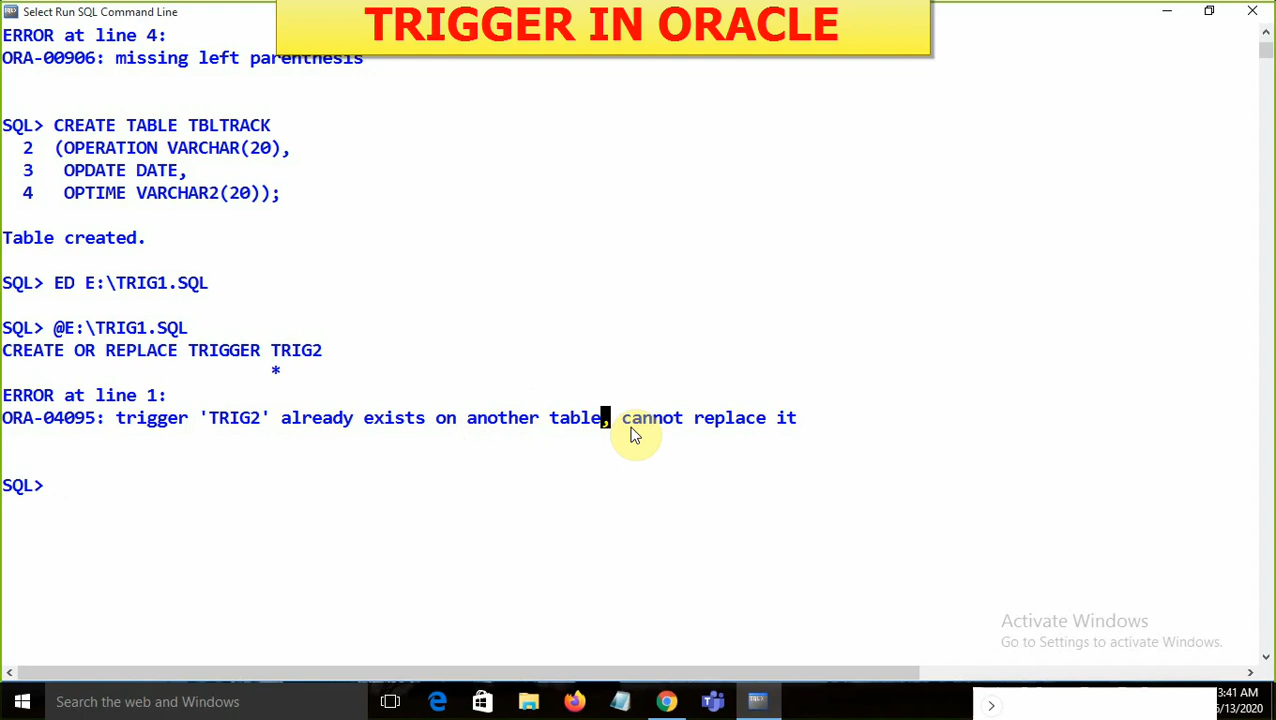 Select Run SQL Command Line
TRIGGER IN ORACLE
ERROR at line 4:
ORA-00906: missing left parenthesis
SQL> CREATE TABLE TBLTRACK
2 (OPERATION VARCHAR(20),
3 OPDATE DATE,
4 OPTIME VARCHAR2(20));
Table created.
SQL> ED E:\TRIG1.SQL
SQL> @E:\TRIG1.SQL
CREATE OR REPLACE TRIGGER TRIG2
*
ERROR at line 1:
ORA-04095: trigger 'TRIG2' already exists on another table, cannot replace it
SQL>
Activate Windows
Go to Settings to activate Windows.
Search the web and Windows
3:41 AM
/13/2020